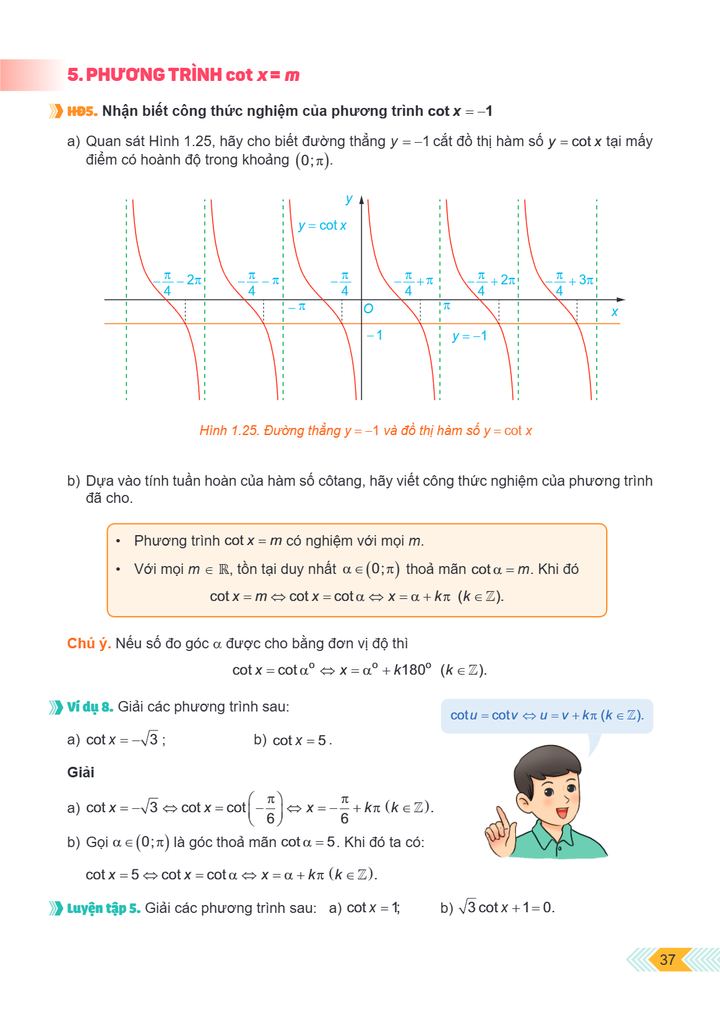 5. PHƯƠNG TRÌNH cot x = m
HĐ5. Nhận biết công thức nghiệm của phương trình cot x = −1
a) Quan sát Hình 1.25, hãy cho biết đường thẳng y = −1 cắt đồ thị hàm số y = cot x tại mấy
điểm có hoành độ trong khoảng (0; π).
y
y = cot x
−π/4 − 2π
−π/4 − π
−π/4
−π/4 + π
−π/4 + 2π
−π/4 + 3π
−π
O
π
x
−1
y = −1
Hình 1.25. Đường thẳng y = −1 và đồ thị hàm số y = cot x
b) Dựa vào tính tuần hoàn của hàm số côtang, hãy viết công thức nghiệm của phương trình
đã cho.
• Phương trình cot x = m có nghiệm với mọi m.
• Với mọi m ∈ ℝ, tồn tại duy nhất α ∈ (0; π) thoả mãn cot α = m. Khi đó
cot x = m ⇔ cot x = cot α ⇔ x = α + kπ (k ∈ ℤ).
Chú ý. Nếu số đo góc α được cho bằng đơn vị độ thì
cot x = cot α° ⇔ x = α° + k180° (k ∈ ℤ).
Ví dụ 8. Giải các phương trình sau:
a) cot x = −√3 ; b) cot x = 5 .
cot u = cot v ⇔ u = v + kπ (k ∈ ℤ).
Giải
a) cot x = −√3 ⇔ cot x = cot(−π/6) ⇔ x = −π/6 + kπ (k ∈ ℤ).
b) Gọi α ∈ (0; π) là góc thoả mãn cot α = 5. Khi đó ta có:
cot x = 5 ⇔ cot x = cot α ⇔ x = α + kπ (k ∈ ℤ).
Luyện tập 5. Giải các phương trình sau: a) cot x = 1; b) √3 cot x + 1 = 0.
37